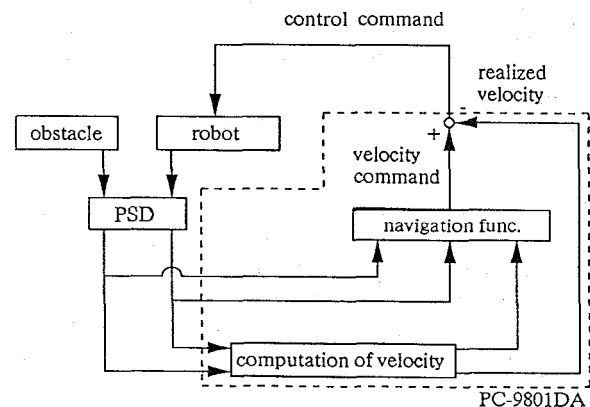 control command
realized
velocity
-
obstacle
robot
+
velocity
command
PSD
navigation func.
computation of velocity
PC-9801DA